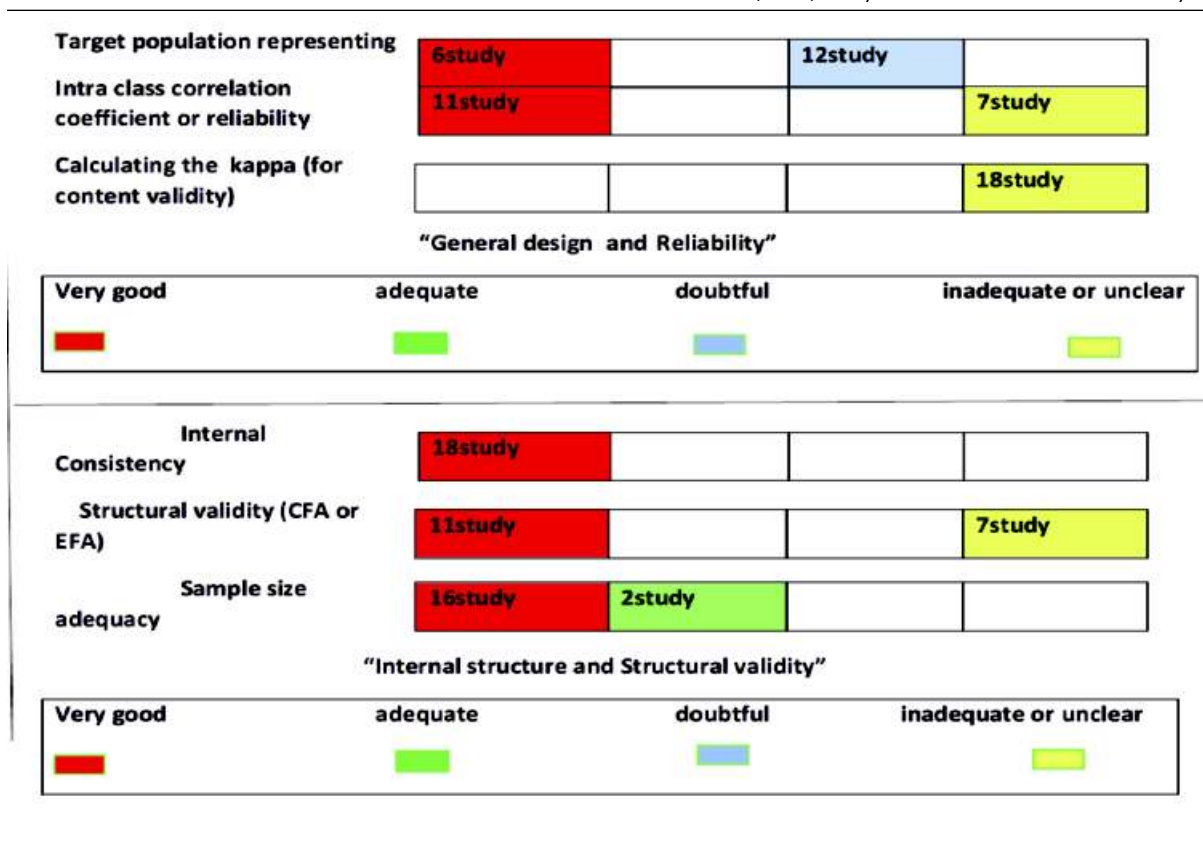 Target population representing
6study 12study
Intra class correlation
coefficient or reliability
11study 7study
Calculating the kappa (for
content validity)
18study
“General design and Reliability”
Very good adequate doubtful inadequate or unclear
Internal
Consistency
18study
Structural validity (CFA or
EFA)
11study 7study
Sample size
adequacy
16study 2study
“Internal structure and Structural validity”
Very good adequate doubtful inadequate or unclear